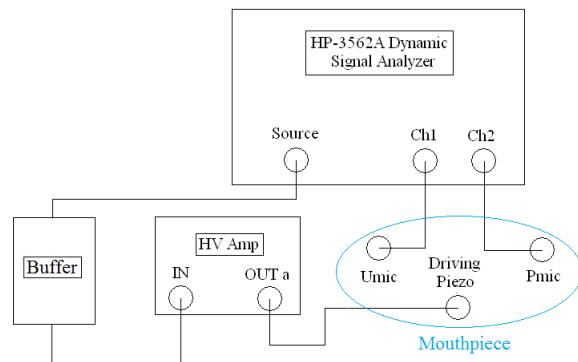 HP-3562A Dynamic
Signal Analyzer
Source
Ch1
Ch2
Buffer
HV Amp
IN
OUT a
Umic
Driving
Piezo
Pmic
Mouthpiece